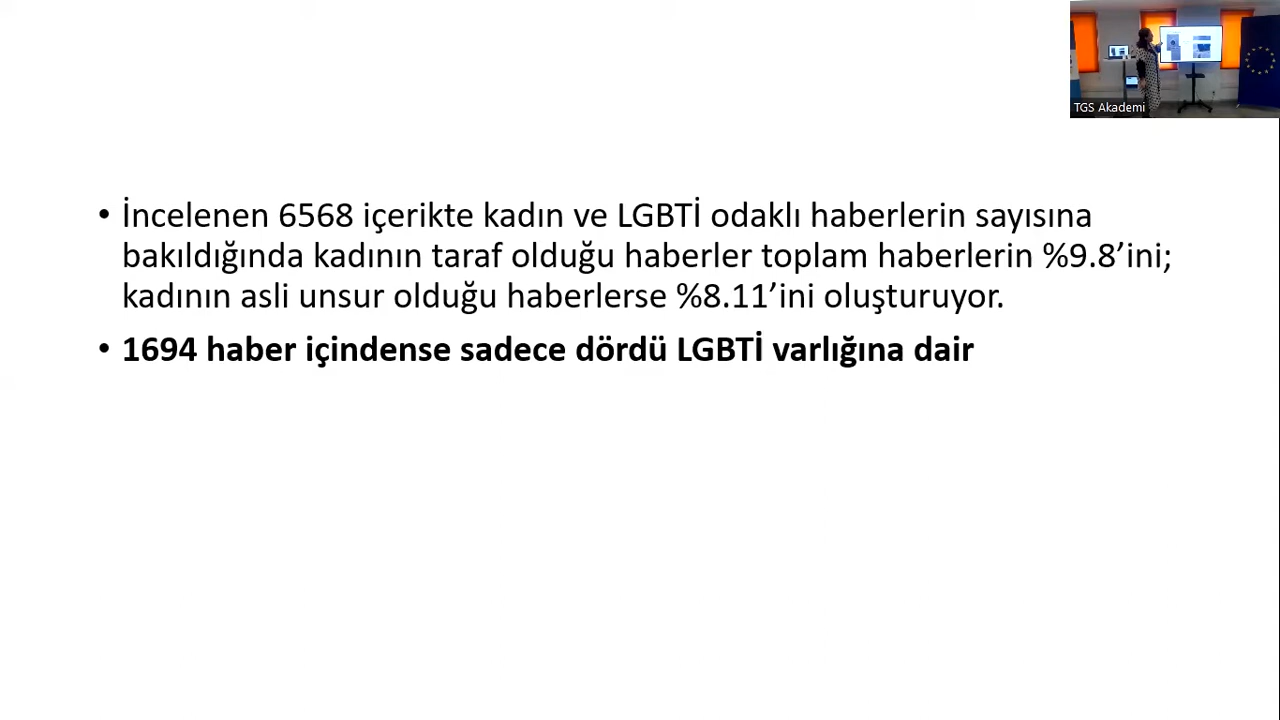 TGS Akademi
• İncelenen 6568 içerikte kadın ve LGBTİ odaklı haberlerin sayısına
bakıldığında kadının taraf olduğu haberler toplam haberlerin %9.8’ini;
kadının asli unsur olduğu haberlerse %8.11’ini oluşturuyor.
• 1694 haber içindense sadece dördü LGBTİ varlığına dair